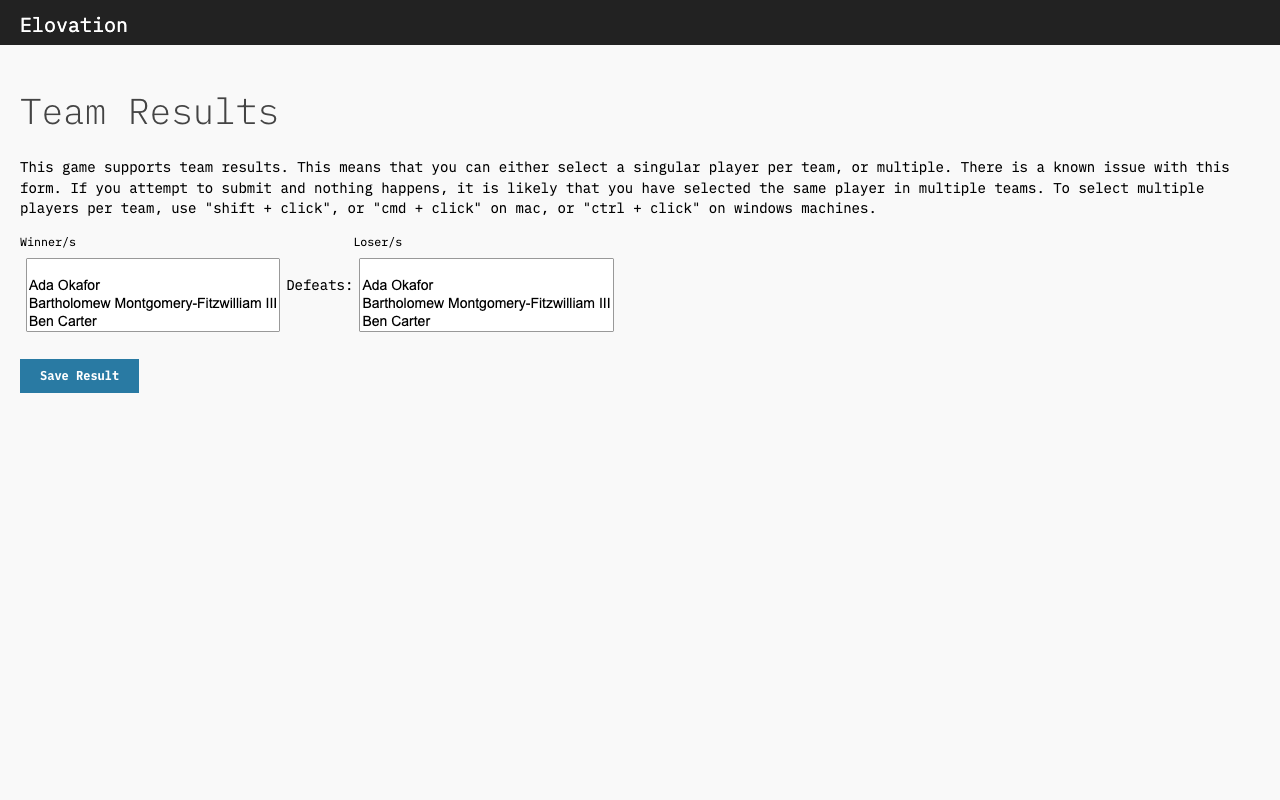 Elovation
Team Results
This game supports team results. This means that you can either select a singular player per team, or multiple. There is a known issue with this
form. If you attempt to submit and nothing happens, it is likely that you have selected the same player in multiple teams. To select multiple
players per team, use "shift + click", or "cmd + click" on mac, or "ctrl + click" on windows machines.
Winner/s
Ada Okafor
Bartholomew Montgomery-Fitzwilliam III
Ben Carter
Defeats:
Loser/s
Ada Okafor
Bartholomew Montgomery-Fitzwilliam III
Ben Carter
Save Result